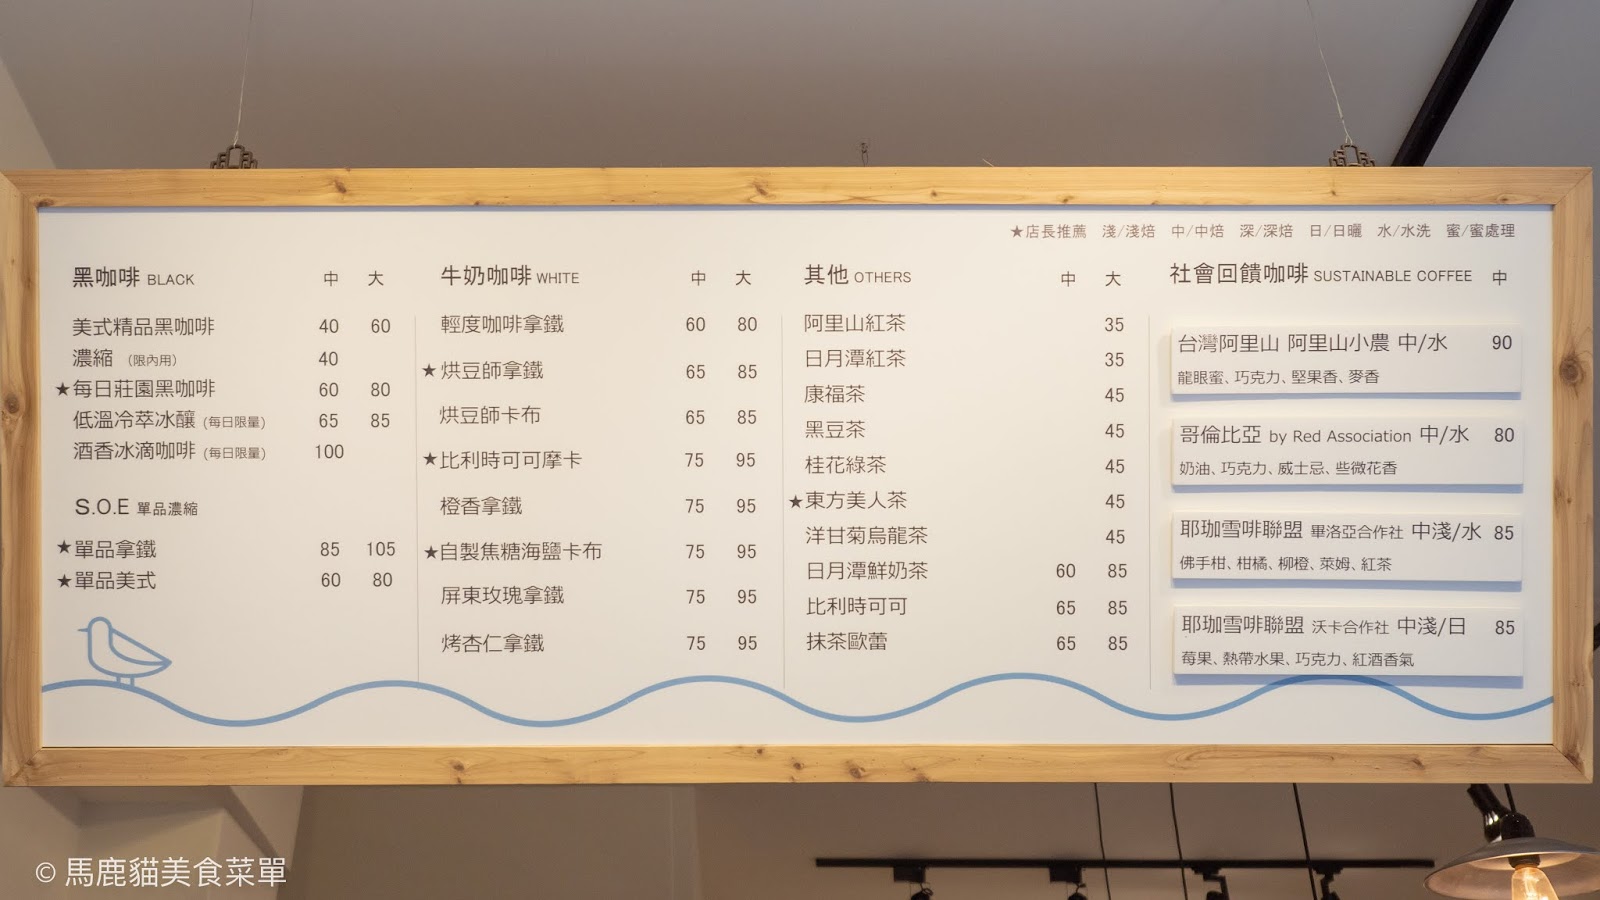 ★店長推薦 淺/淺焙 中/中焙 深/深焙 日/日曬 水/水洗 蜜/蜜處理
黑咖啡 BLACK 中 大
美式精品黑咖啡 40 60
濃縮 (限內用) 40
★每日莊園黑咖啡 60 80
低溫冷萃冰釀 (每日限量) 65 85
酒香冰滴咖啡 (每日限量) 100
S.O.E 單品濃縮
★單品拿鐵 85 105
★單品美式 60 80
牛奶咖啡 WHITE 中 大
輕度咖啡拿鐵 60 80
★烘豆師拿鐵 65 85
烘豆師卡布 65 85
★比利時可可摩卡 75 95
橙香拿鐵 75 95
★自製焦糖海鹽卡布 75 95
屏東玫瑰拿鐵 75 95
烤杏仁拿鐵 75 95
其他 OTHERS 中 大
阿里山紅茶 35
日月潭紅茶 35
康福茶 45
黑豆茶 45
桂花綠茶 45
★東方美人茶 45
洋甘菊烏龍茶 45
日月潭鮮奶茶 60 85
比利時可可 65 85
抹茶歐蕾 65 85
社會回饋咖啡 SUSTAINABLE COFFEE 中
台灣阿里山 阿里山小農 中/水 90
龍眼蜜、巧克力、堅果香、麥香
哥倫比亞 by Red Association 中/水 80
奶油、巧克力、威士忌、些微花香
耶珈雪啡聯盟 畢洛亞合作社 中淺/水 85
佛手柑、柑橘、柳橙、萊姆、紅茶
耶珈雪啡聯盟 沃卡合作社 中淺/日 85
莓果、熱帶水果、巧克力、紅酒香氣
© 馬鹿貓美食菜單